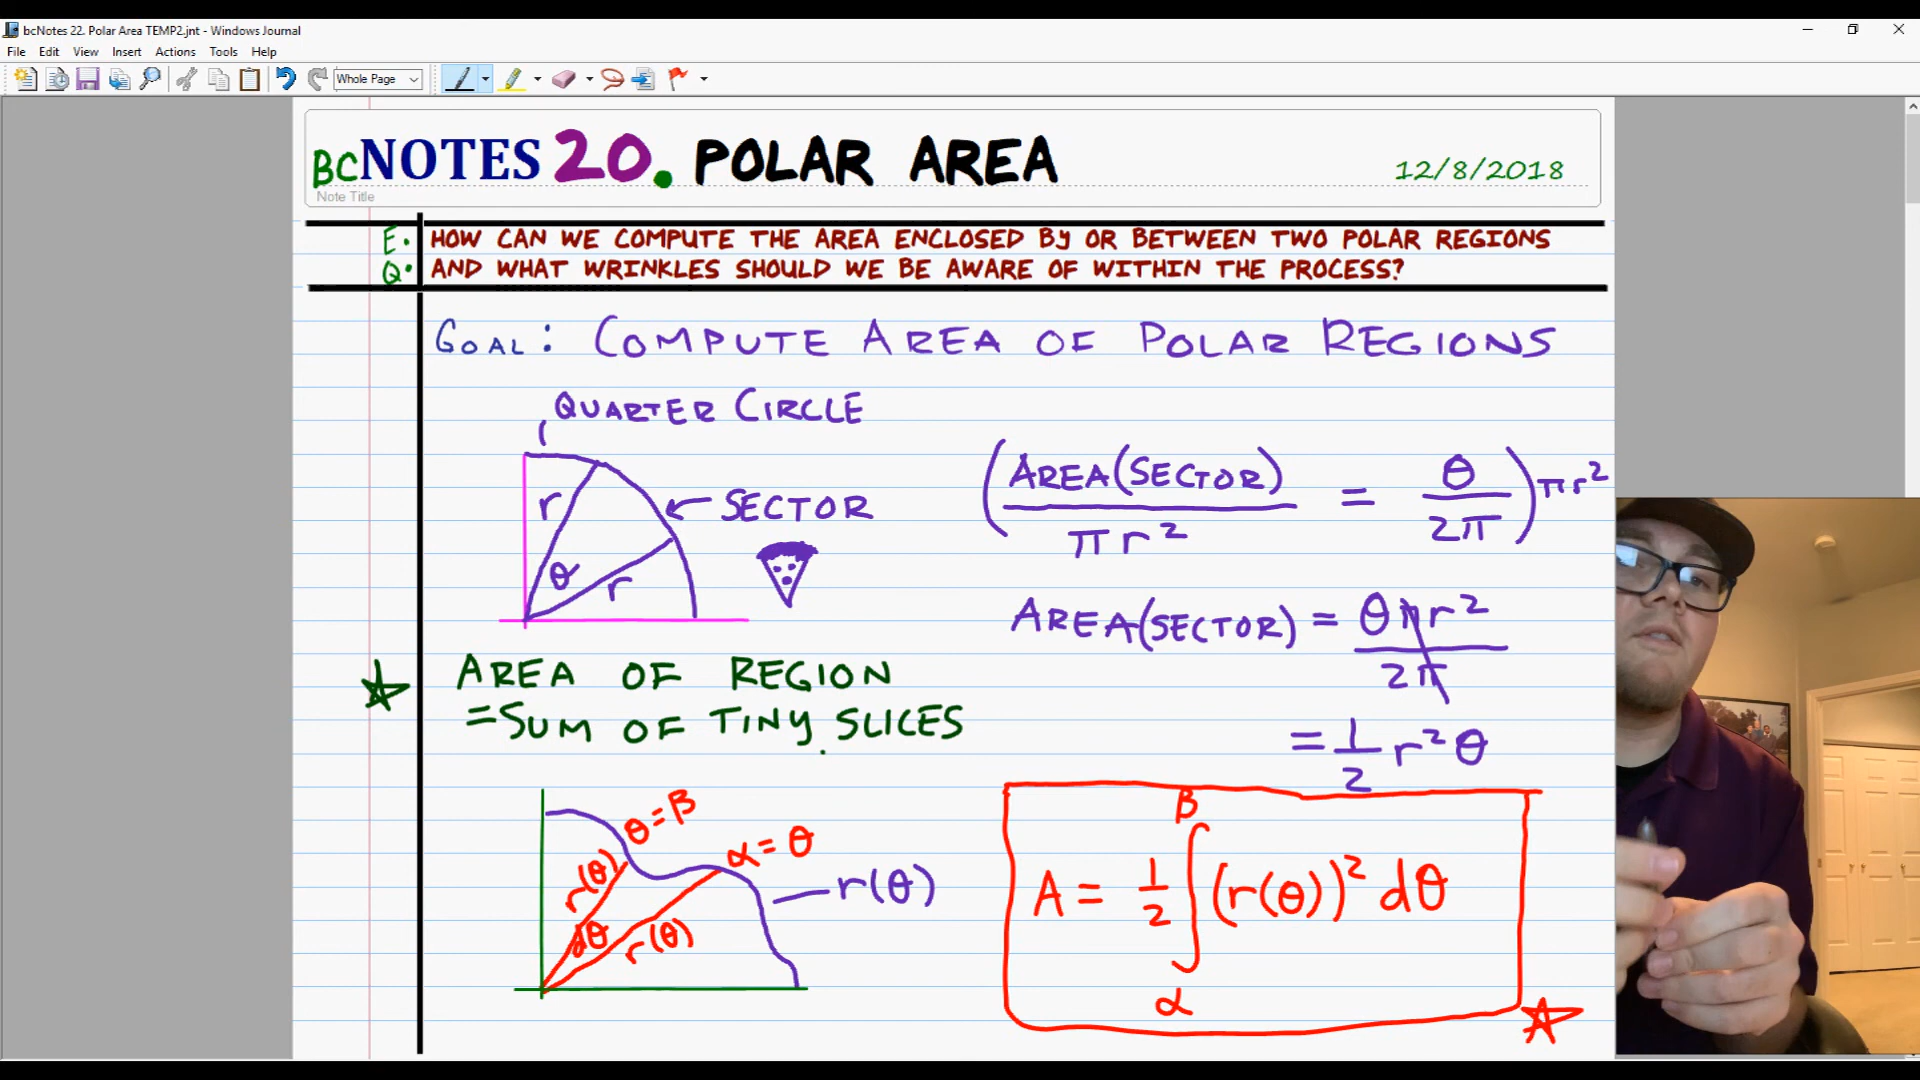 bcNotes 22. Polar Area TEMP2.jnt - Windows Journal
File Edit View Insert Actions Tools Help
Whole Page
BC NOTES 20. POLAR AREA
12/8/2018
Note Title
E. HOW CAN WE COMPUTE THE AREA ENCLOSED BY OR BETWEEN TWO POLAR REGIONS
Q. AND WHAT WRINKLES SHOULD WE BE AWARE OF WITHIN THE PROCESS?
GOAL: COMPUTE AREA OF POLAR REGIONS
QUARTER CIRCLE
r
θ
r
SECTOR
(AREA(SECTOR)/πr² = θ/2π)πr²
AREA(SECTOR) = θπr²/2π
= 1/2 r²θ
AREA OF REGION
=SUM OF TINY SLICES
θ=β
α=θ
r(θ)
dθ
r(θ)
r(θ)
A = 1/2 ∫αβ (r(θ))² dθ